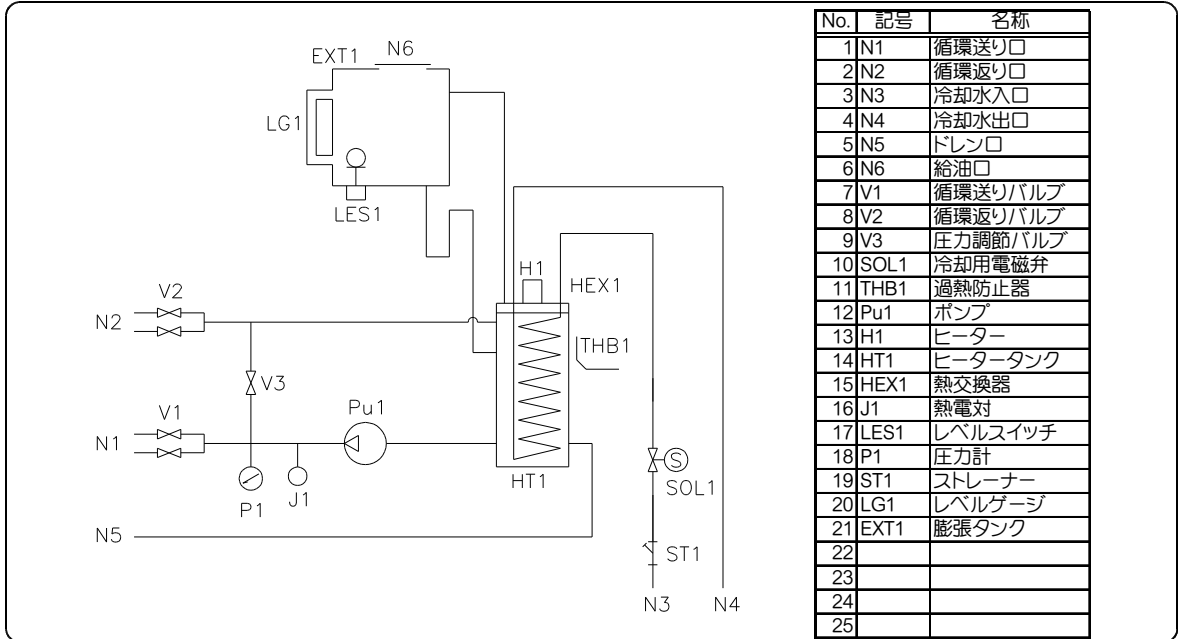 EXT1
N6
LG1
LES1
H1
HEX1
V2
N2
THB1
V3
V1
Pu1
N1
P1
J1
HT1
S
SOL1
N5
ST1
N3
N4
No. 記号 名称
1 N1 循環送り口
2 N2 循環返り口
3 N3 冷却水入口
4 N4 冷却水出口
5 N5 ドレン口
6 N6 給油口
7 V1 循環送りバルブ
8 V2 循環返りバルブ
9 V3 圧力調節バルブ
10 SOL1 冷却用電磁弁
11 THB1 過熱防止器
12 Pu1 ポンプ
13 H1 ヒーター
14 HT1 ヒータータンク
15 HEX1 熱交換器
16 J1 熱電対
17 LES1 レベルスイッチ
18 P1 圧力計
19 ST1 ストレーナー
20 LG1 レベルゲージ
21 EXT1 膨張タンク
22
23
24
25